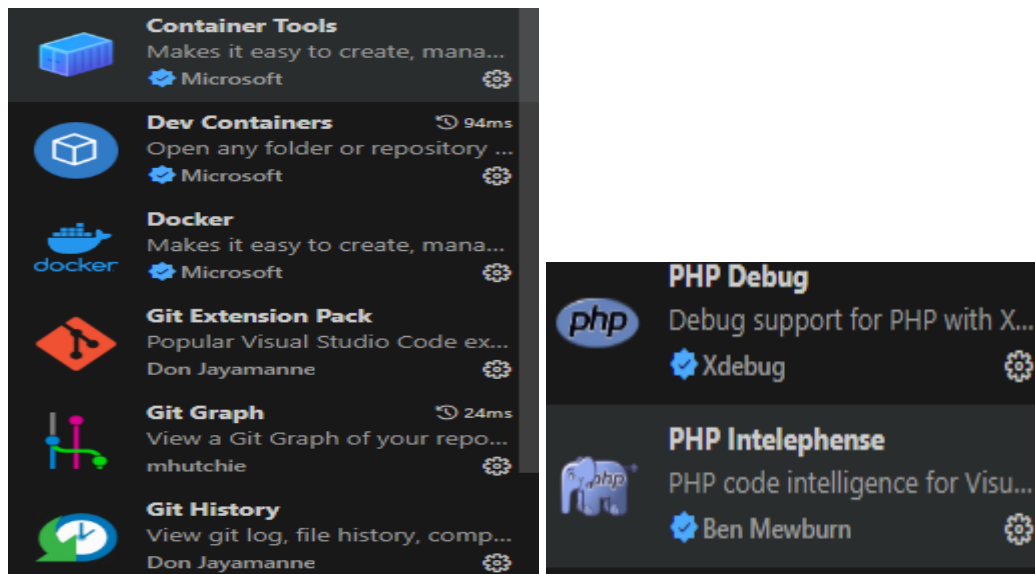 Container Tools
Makes it easy to create, mana...
Microsoft
Dev Containers 94ms
Open any folder or repository ...
Microsoft
Docker
Makes it easy to create, mana...
docker
Microsoft
Git Extension Pack
Popular Visual Studio Code ex...
Don Jayamanne
Git Graph 24ms
View a Git Graph of your repo...
mhutchie
Git History
View git log, file history, comp...
Don Jayamanne
PHP Debug
php
Debug support for PHP with X...
Xdebug
PHP Intelephense
php
PHP code intelligence for Visu...
Ben Mewburn